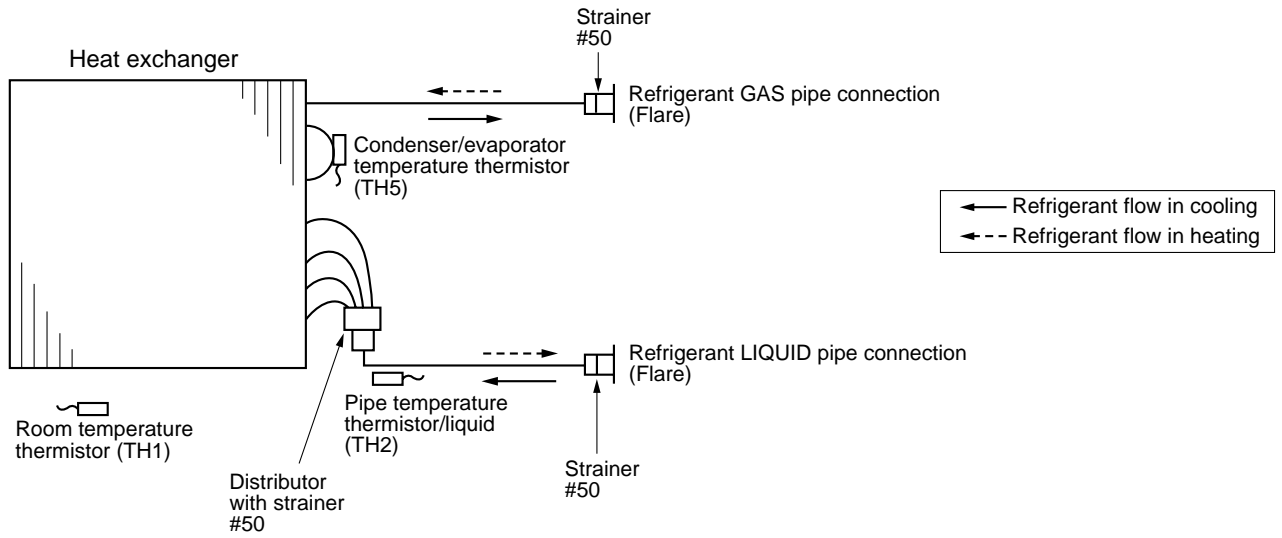 Strainer
#50
Heat exchanger
Refrigerant GAS pipe connection
(Flare)
Condenser/evaporator
temperature thermistor
(TH5)
Refrigerant flow in cooling
Refrigerant flow in heating
Refrigerant LIQUID pipe connection
(Flare)
Pipe temperature
thermistor/liquid
(TH2)
Room temperature
thermistor (TH1)
Distributor
with strainer
#50
Strainer
#50